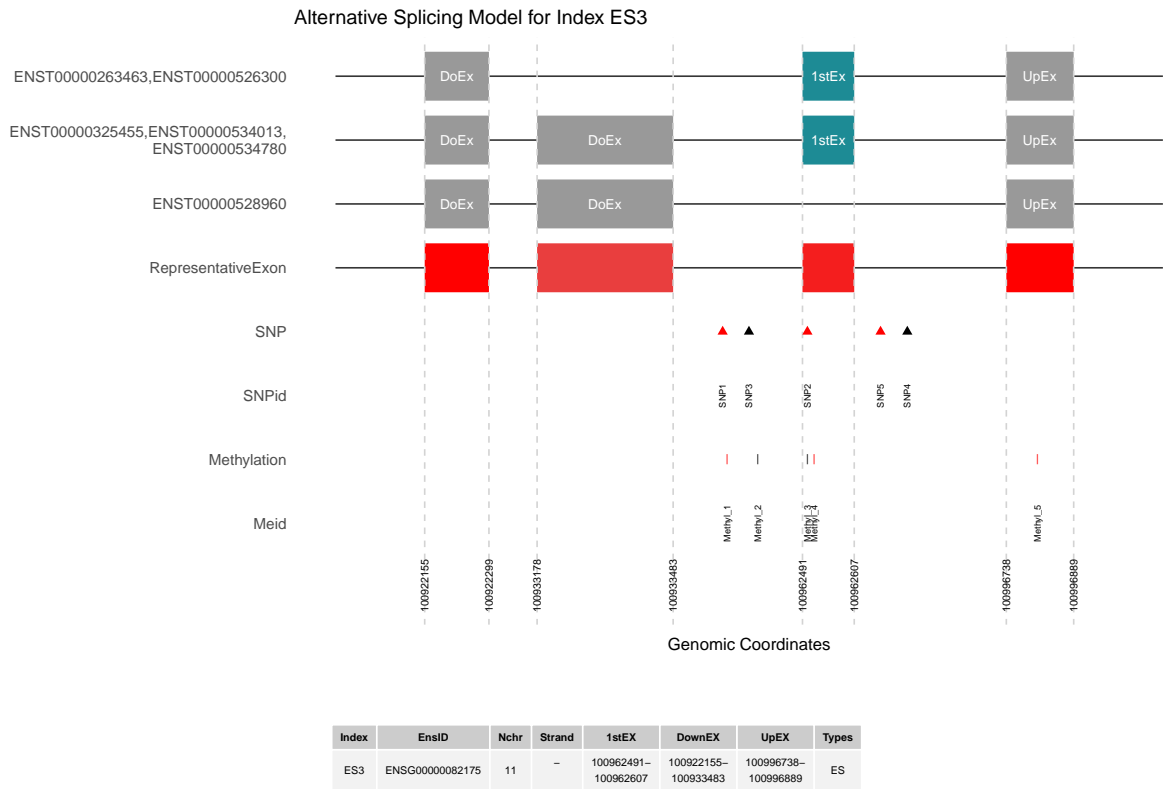 Alternative Splicing Model for Index ES3
ENST00000263463,ENST00000526300
DoEx 1stEx UpEx
ENST00000325455,ENST00000534013,
ENST00000534780
DoEx DoEx 1stEx UpEx
ENST00000528960
DoEx DoEx UpEx
RepresentativeExon
SNP
SNPid
SNP1 SNP3 SNP2 SNP5 SNP4
Methylation
Meid
Methyl_1 Methyl_2 Methyl_3 Methyl_4 Methyl_5
100922155 100922299 100933178 100933483 100962491 100962607 100996738 100996889
Genomic Coordinates
Index EnsID Nchr Strand 1stEX DownEX UpEX Types
ES3 ENSG00000082175 11 – 100962491– 100922155– 100996738– ES
100962607 100933483 100996889